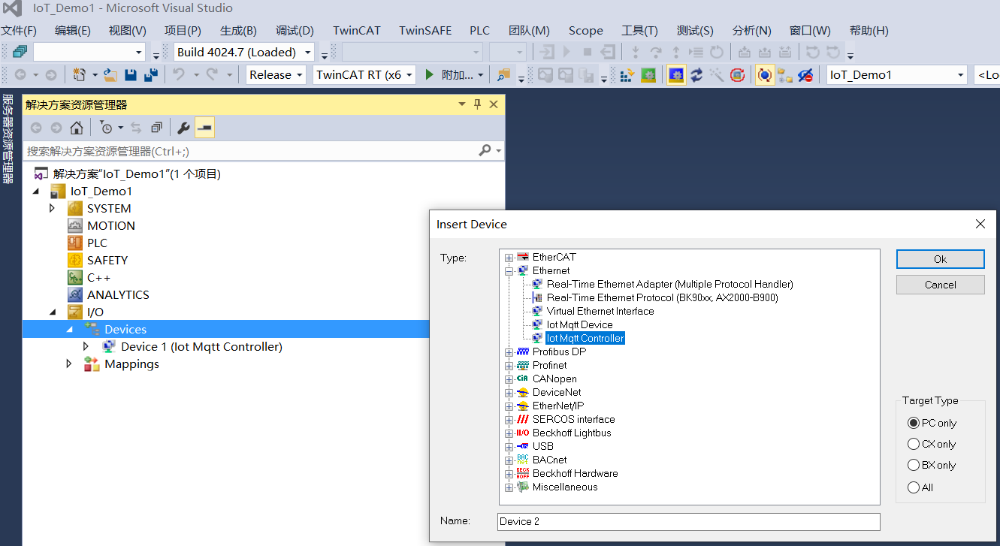 IoT_Demo1 - Microsoft Visual Studio
文件(F) 编辑(E) 视图(V) 项目(P) 生成(B) 调试(D) TwinCAT TwinSAFE PLC 团队(M) Scope 工具(T) 测试(S) 分析(N) 窗口(W) 帮助(H)
Build 4024.7 (Loaded)
Release TwinCAT RT (x6 附加... IoT_Demo1 <Lo
服务器资源管理器
解决方案资源管理器
搜索解决方案资源管理器(Ctrl+;)
解决方案"IoT_Demo1"(1 个项目)
IoT_Demo1
SYSTEM
MOTION
PLC
SAFETY
C++
ANALYTICS
I/O
Devices
Device 1 (Iot Mqtt Controller)
Mappings
Insert Device
Type:
EtherCAT
Ethernet
Real-Time Ethernet Adapter (Multiple Protocol Handler)
Real-Time Ethernet Protocol (BK90xx, AX2000-B900)
Virtual Ethernet Interface
Iot Mqtt Device
Iot Mqtt Controller
Profibus DP
Profinet
CANopen
DeviceNet
EtherNet/IP
SERCOS interface
Beckhoff Lightbus
USB
BACnet
Beckhoff Hardware
Miscellaneous
Ok
Cancel
Target Type
PC only
CX only
BX only
All
Name:
Device 2